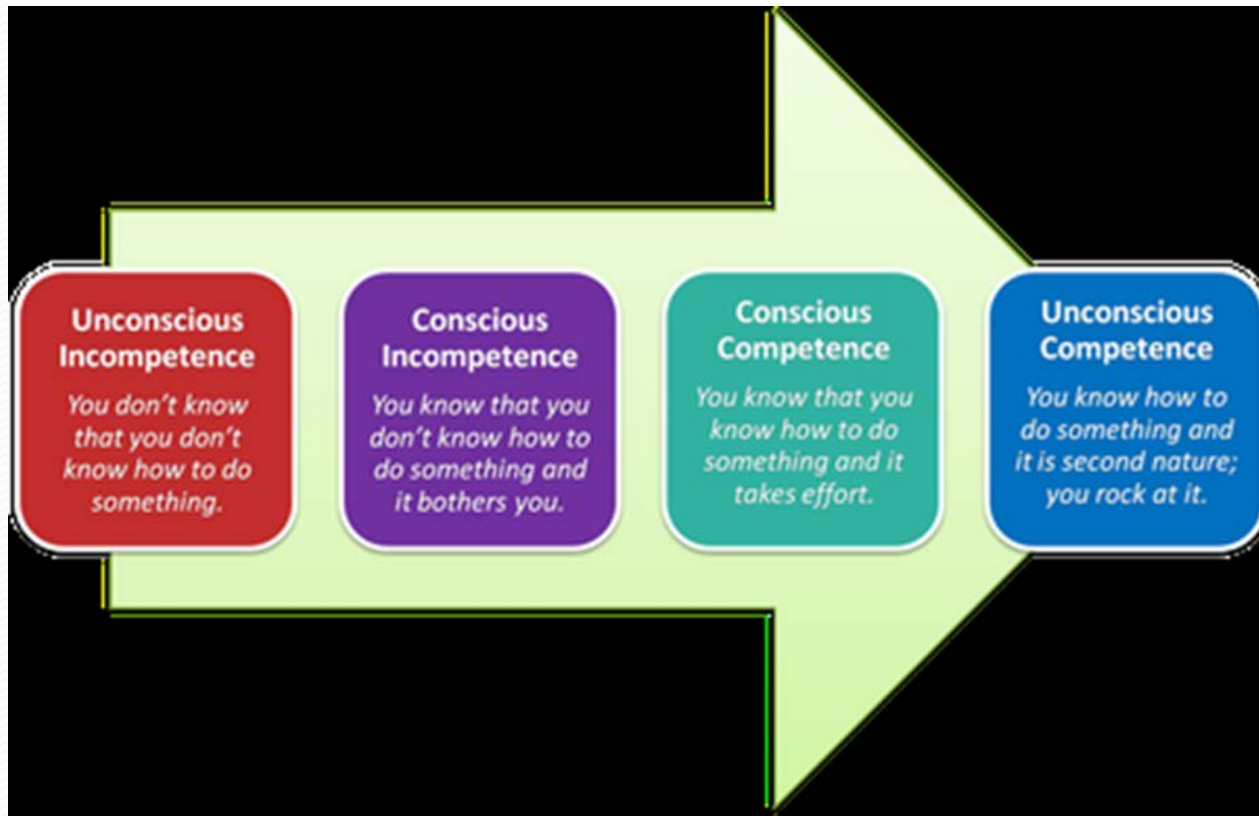 Unconscious
Incompetence
You don't know
that you don't
know how to do
something.
Conscious
Incompetence
You know that you
don't know how to
do something and
it bothers you.
Conscious
Competence
You know that you
know how to do
something and it
takes effort.
Unconscious
Competence
You know how to
do something and
it is second nature;
you rock at it.